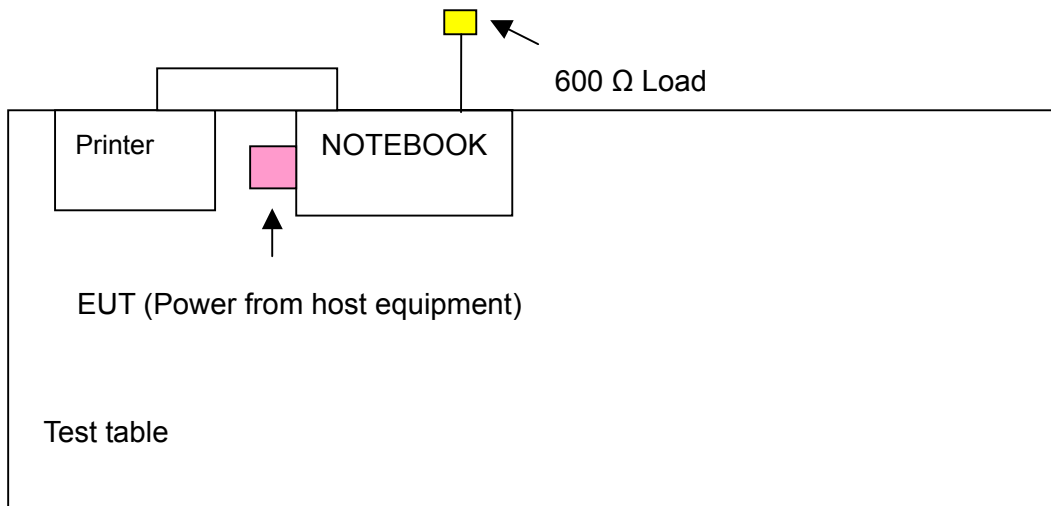 600 Ω Load
Printer
NOTEBOOK
EUT (Power from host equipment)
Test table